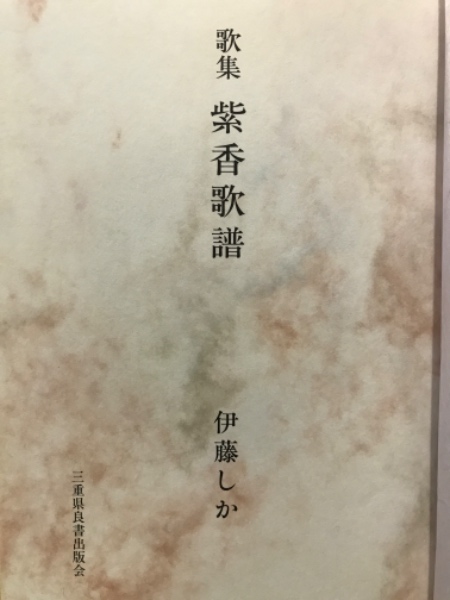 歌集 紫香歌譜
伊藤しか
三重県良書出版会